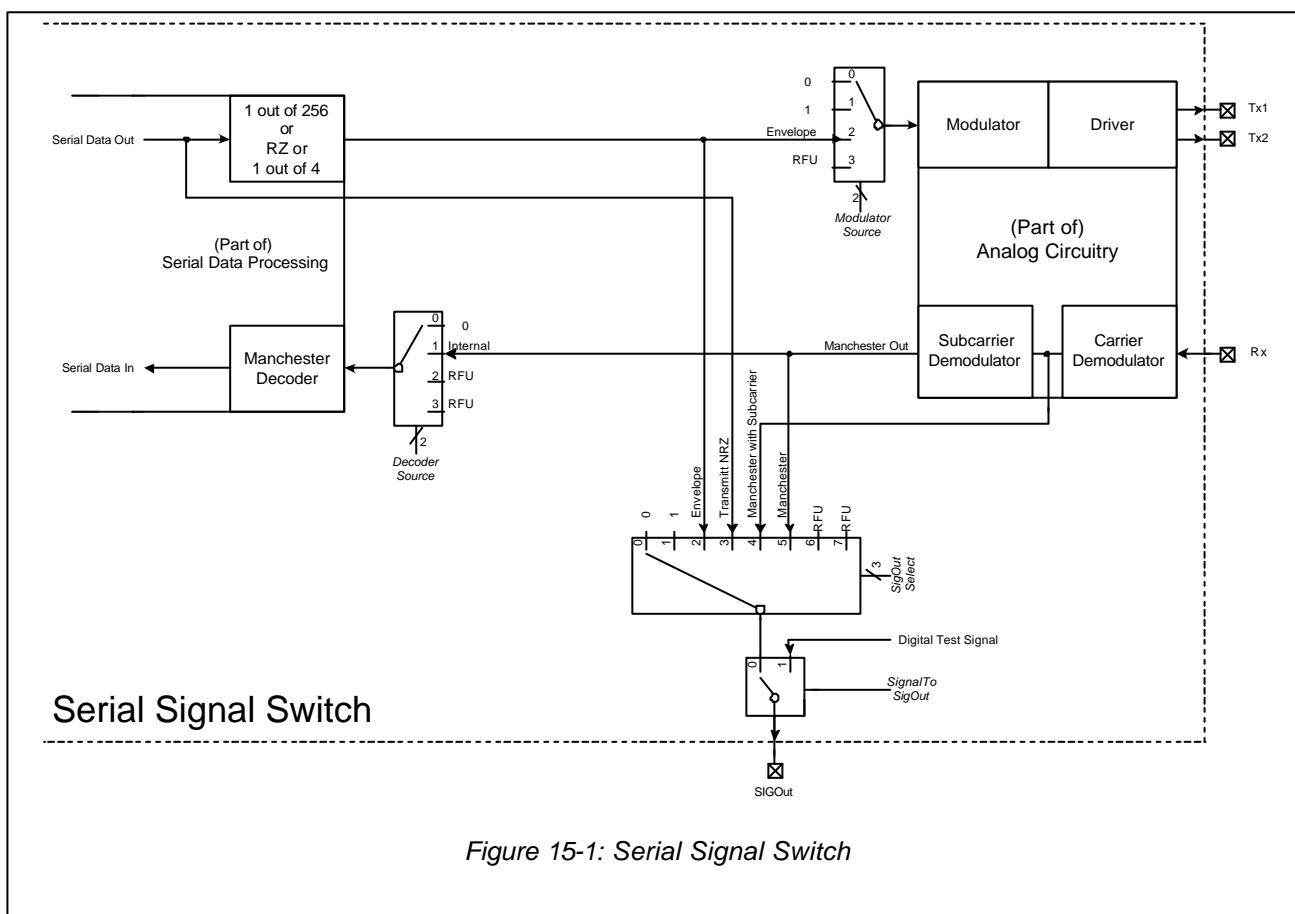 1 out of 256
or
RZ or
1 out of 4
Serial Data Out
0
1
Envelope
RFU
0
1
2
3
2
Modulator
Source
Modulator
Driver
Tx1
Tx2
(Part of)
Serial Data Processing
(Part of)
Analog Circuitry
Serial Data In
Manchester
Decoder
0
1
2
3
0
Internal
RFU
RFU
2
Decoder
Source
Manchester Out
Subcarrier
Demodulator
Carrier
Demodulator
Rx
0
1
Envelope
Transmitt NRZ
Manchester with Subcarrier
Manchester
RFU
RFU
0
1
2
3
4
5
6
7
3
SigOut
Select
Digital Test Signal
0
1
SignalTo
SigOut
Serial Signal Switch
SIGOut
Figure 15-1: Serial Signal Switch